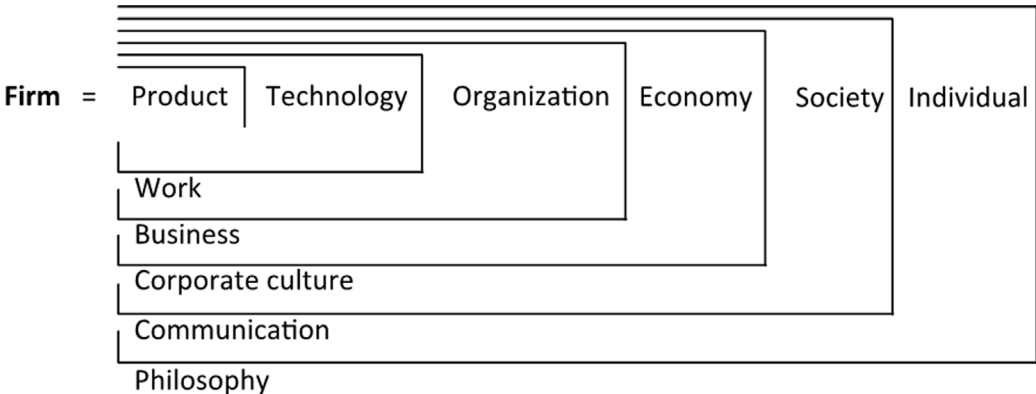 Firm = Product Technology Organization Economy Society Individual
Work
Business
Corporate culture
Communication
Philosophy